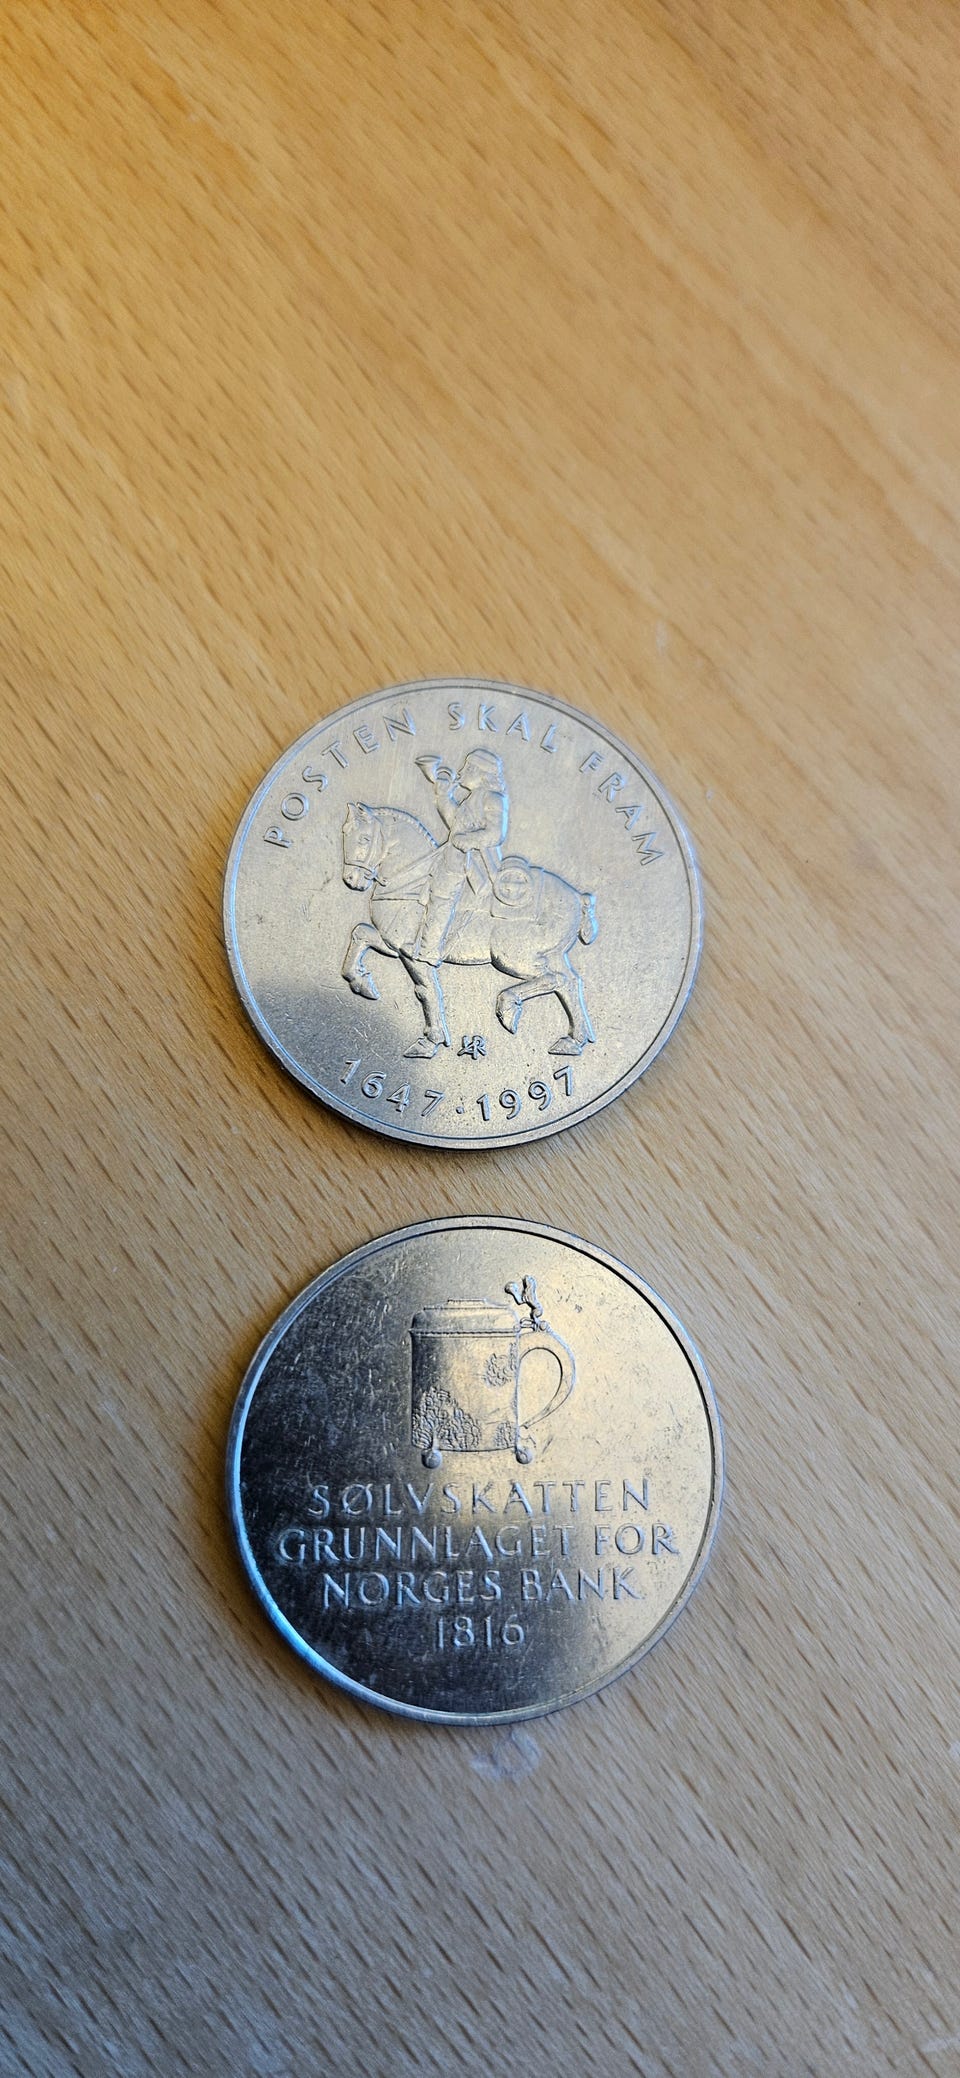 POSTEN SKAL FRAM
1647·1997
SØLVSKATTEN
GRUNNLAGET FOR
NORGES BANK
1816